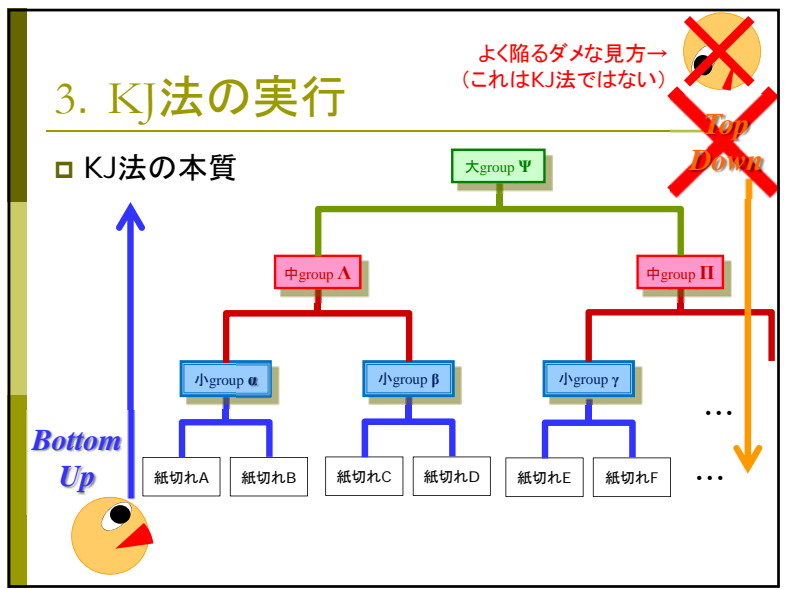 よく陥るダメな見方→
（これはKJ法ではない）
3. KJ法の実行
Top
Down
KJ法の本質
大group Ψ
中group Λ
中group Π
小group α
小group β
小group γ
…
Bottom
Up
紙切れA
紙切れB
紙切れC
紙切れD
紙切れE
紙切れF
…